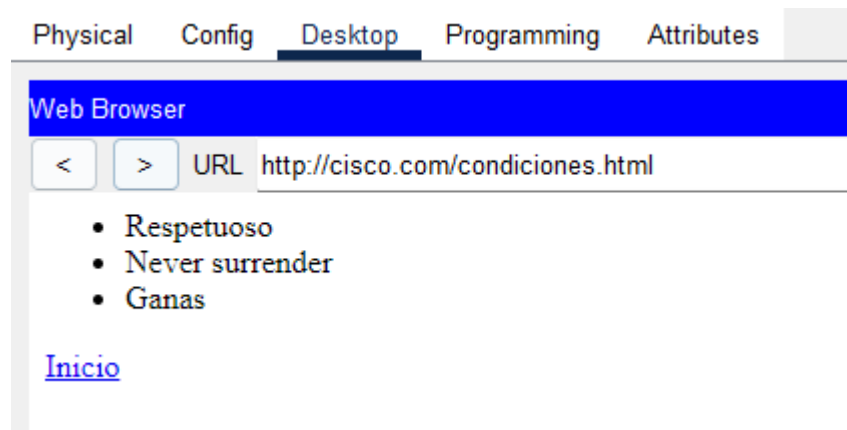 Physical Config Desktop Programming Attributes
Web Browser
< > URL http://cisco.com/condiciones.html
• Respetuoso
• Never surrender
• Ganas
Inicio